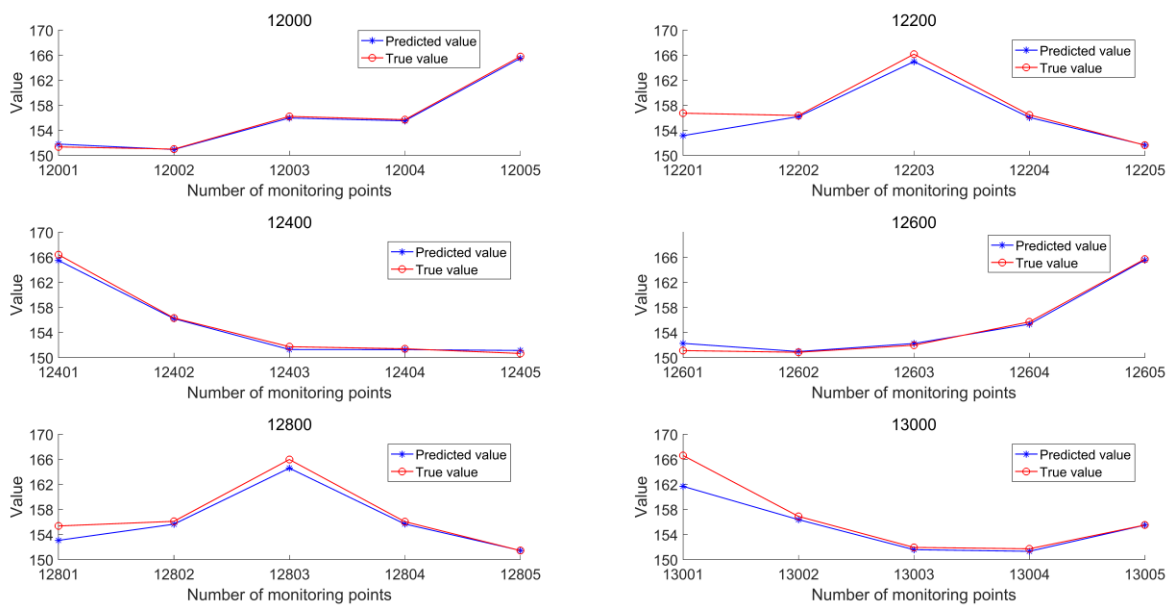 12000
170
166
162
158
154
150
Value
Predicted value
True value
12001 12002 12003 12004 12005
Number of monitoring points
12200
170
166
162
158
154
150
Value
Predicted value
True value
12201 12202 12203 12204 12205
Number of monitoring points
12400
170
166
162
158
154
150
Value
Predicted value
True value
12401 12402 12403 12404 12405
Number of monitoring points
12600
166
162
158
154
150
Value
Predicted value
True value
12601 12602 12603 12604 12605
Number of monitoring points
12800
170
166
162
158
154
150
Value
Predicted value
True value
12801 12802 12803 12804 12805
Number of monitoring points
13000
170
166
162
158
154
150
Value
Predicted value
True value
13001 13002 13003 13004 13005
Number of monitoring points